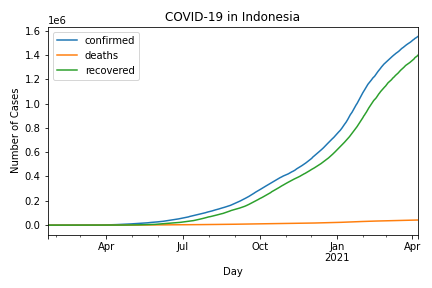 COVID-19 in Indonesia
1e6
1.6
1.4
1.2
1.0
0.8
0.6
0.4
0.2
0.0
Number of Cases
confirmed
deaths
recovered
Apr
Jul
Oct
Jan
2021
Apr
Day